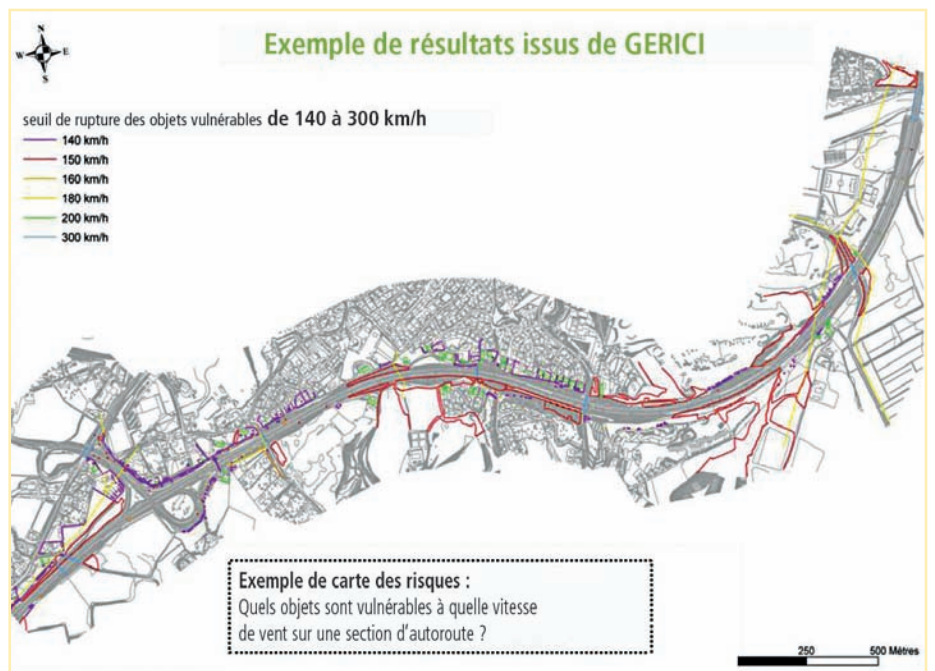 N
W E
S
Exemple de résultats issus de GERICI
seuil de rupture des objets vulnérables de 140 à 300 km/h
140 km/h
150 km/h
160 km/h
180 km/h
200 km/h
300 km/h
Exemple de carte des risques :
Quels objets sont vulnérables à quelle vitesse
de vent sur une section d'autoroute ?
250 500 Mètres